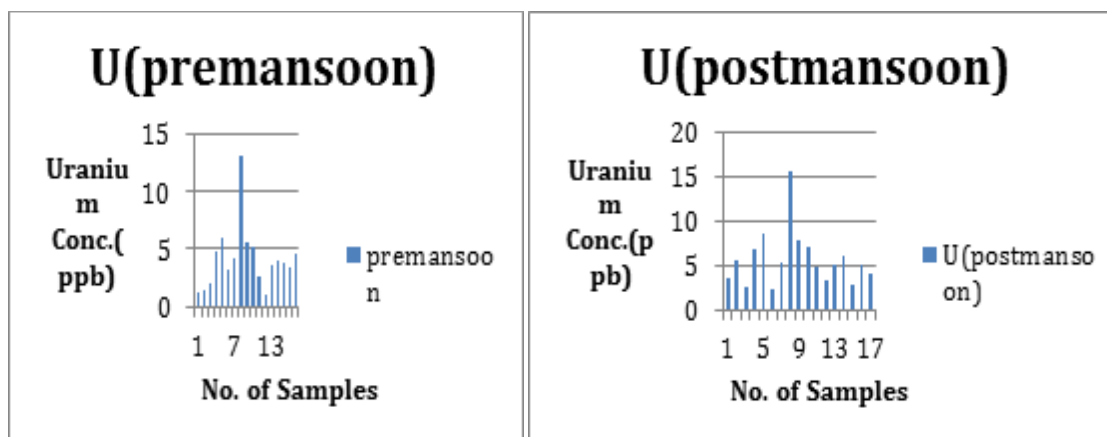 U(premansoon)
15
10
5
0
Uraniu
m
Conc.(
ppb)
1 7 13
No. of Samples
premansoo
n
U(postmansoon)
20
15
10
5
0
Uraniu
m
Conc.(p
pb)
1 5 9 13 17
No. of Samples
U(postmanso
on)